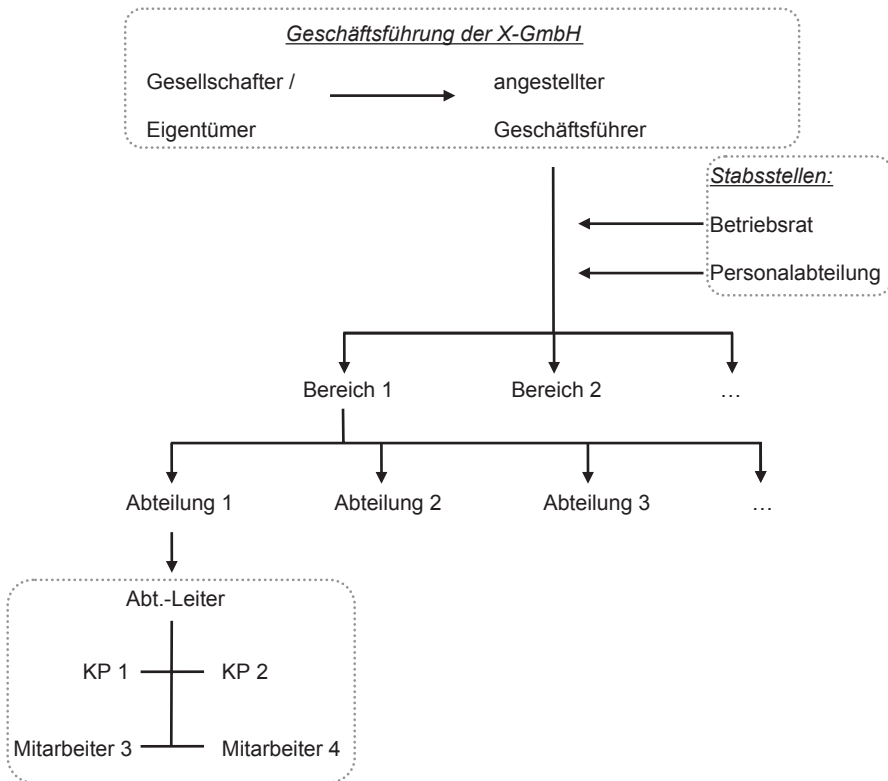 Geschäftsführung der X-GmbH
Gesellschafter / angestellter
Eigentümer Geschäftsführer
Stabsstellen:
Betriebsrat
Personalabteilung
Bereich 1 Bereich 2 …
Abteilung 1 Abteilung 2 Abteilung 3 …
Abt.-Leiter
KP 1 KP 2
Mitarbeiter 3 Mitarbeiter 4